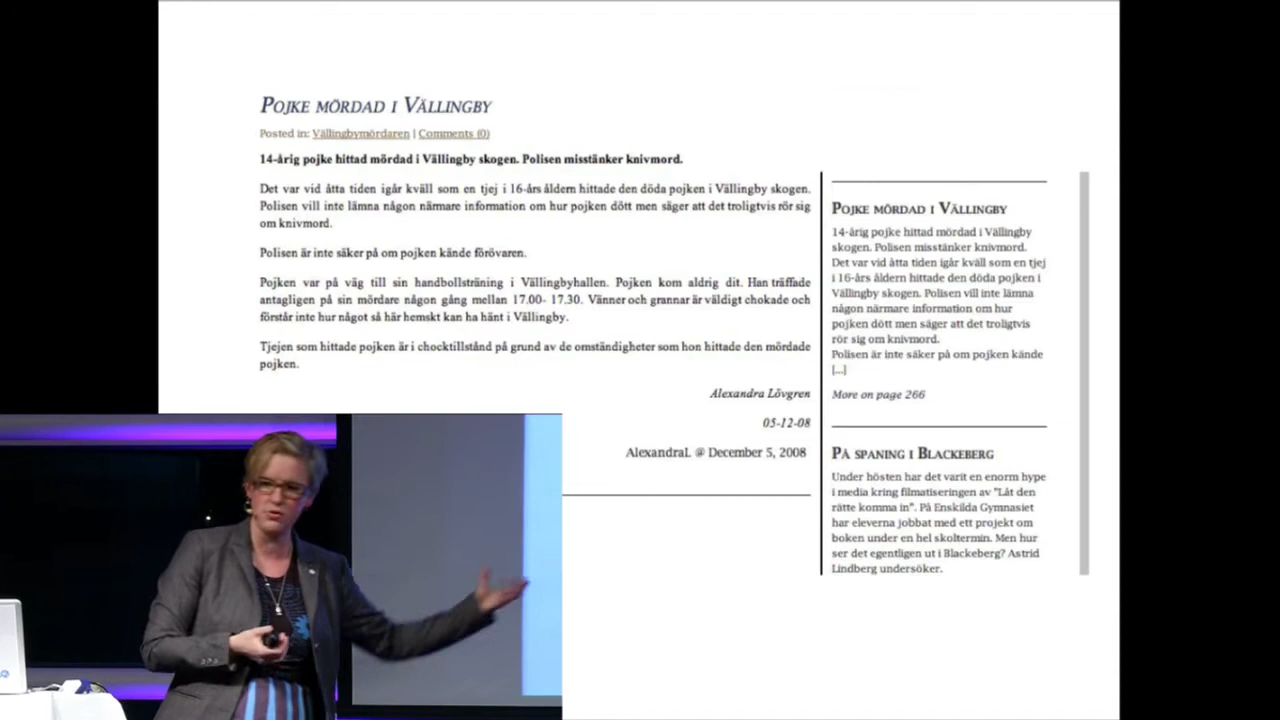 POJKE MÖRDAD I VÄLLINGBY
Posted in: Vällingbymördaren | Comments (0)
14-årig pojke hittad mördad i Vällingby skogen. Polisen misstänker knivmord.
Det var vid åtta tiden igår kväll som en tjej i 16-års åldern hittade den döda pojken i Vällingby skogen.
Polisen vill inte lämna någon närmare information om hur pojken dött men säger att det troligtvis rör sig
om knivmord.
Polisen är inte säker på om pojken kände förövaren.
Pojken var på väg till sin handbollsträning i Vällingbyhallen. Pojken kom aldrig dit. Han träffade
antagligen på sin mördare någon gång mellan 17.00- 17.30. Vänner och grannar är väldigt chokade och
förstår inte hur något så här hemskt kan ha hänt i Vällingby.
Tjejen som hittade pojken är i chocktillstånd på grund av de omständigheter som hon hittade den mördade
pojken.
Alexandra Lövgren
05-12-08
AlexandraL @ December 5, 2008
POJKE MÖRDAD I VÄLLINGBY
14-årig pojke hittad mördad i Vällingby
skogen. Polisen misstänker knivmord.
Det var vid åtta tiden igår kväll som en tjej
i 16-års åldern hittade den döda pojken i
Vällingby skogen. Polisen vill inte lämna
någon närmare information om hur
pojken dött men säger att det troligtvis
rör sig om knivmord.
Polisen är inte säker på om pojken kände
[...]
More on page 266
PÅ SPANING I BLACKEBERG
Under hösten har det varit en enorm hype
i media kring filmatiseringen av "Låt den
rätte komma in". På Enskilda Gymnasiet
har eleverna jobbat med ett projekt om
boken under en hel skoltermin. Men hur
ser det egentligen ut i Blackeberg? Astrid
Lindberg undersöker.